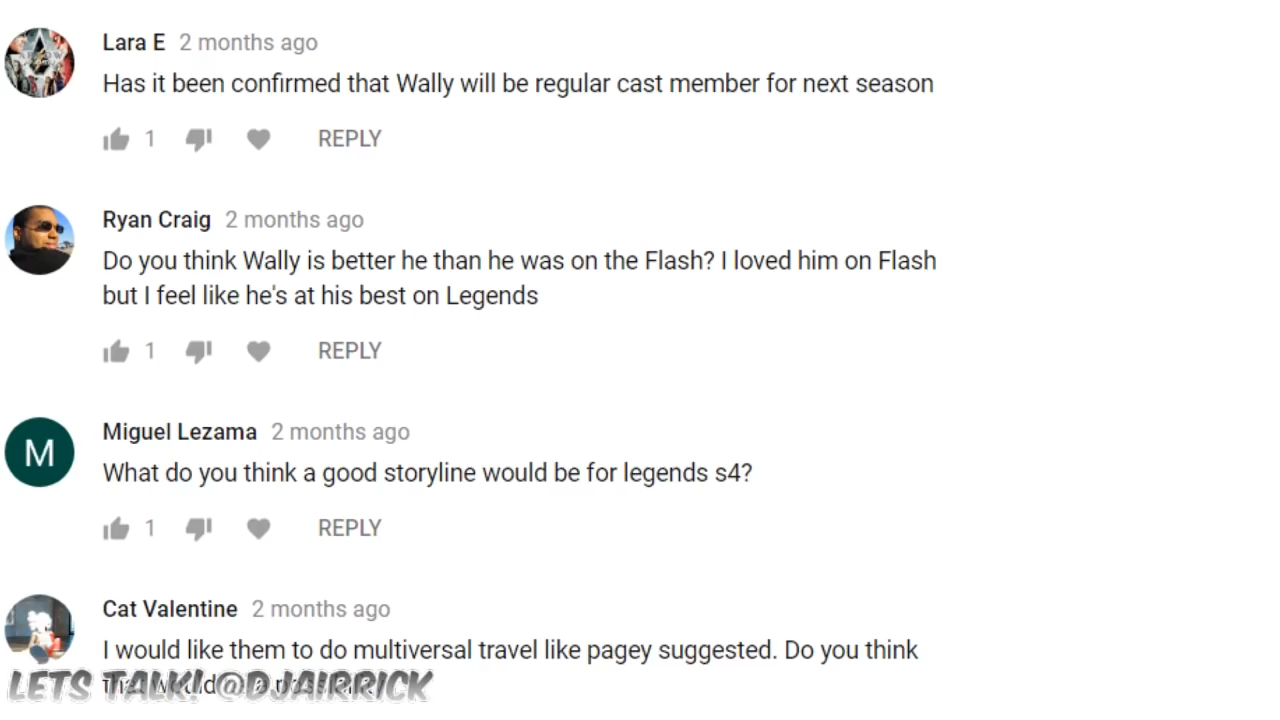 Lara E 2 months ago
Has it been confirmed that Wally will be regular cast member for next season
1 REPLY
Ryan Craig 2 months ago
Do you think Wally is better he than he was on the Flash? I loved him on Flash
but I feel like he's at his best on Legends
1 REPLY
M
Miguel Lezama 2 months ago
What do you think a good storyline would be for legends s4?
1 REPLY
Cat Valentine 2 months ago
I would like them to do multiversal travel like pagey suggested. Do you think
that would
LETS TALK! @DJAIRRICK